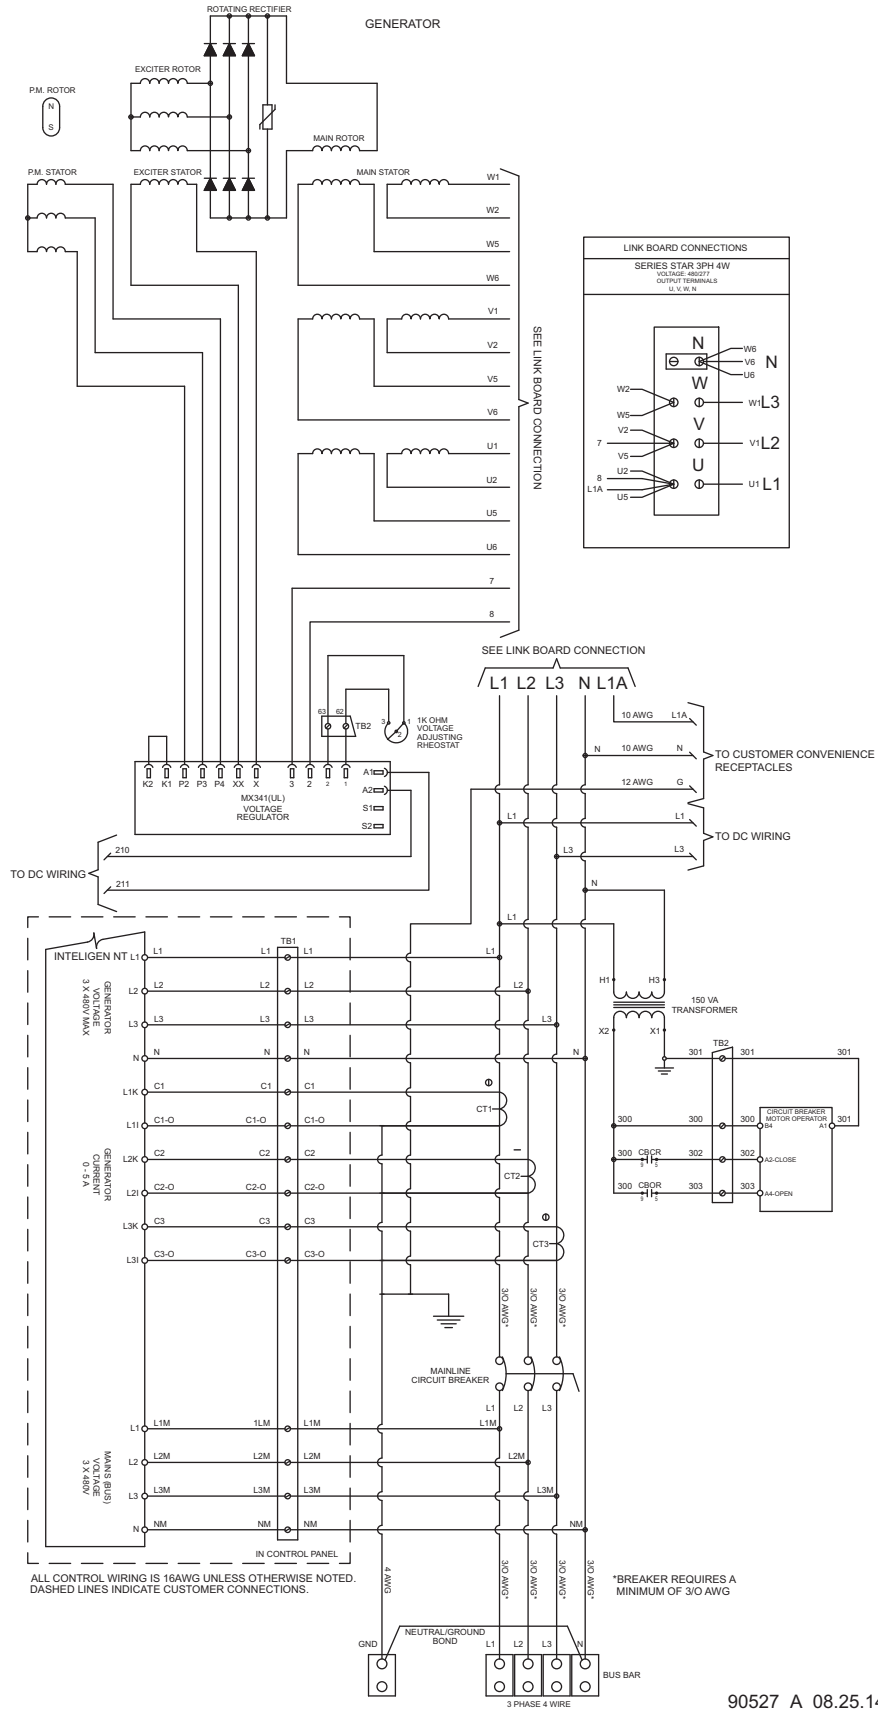 ROTATING RECTIFIER
GENERATOR
EXCITER ROTOR
P.M. ROTOR
N
S
MAIN ROTOR
P.M. STATOR
EXCITER STATOR
MAIN STATOR
W1
W2
W5
W6
V1
V2
V5
V6
U1
U2
U5
U6
7
8
SEE LINK BOARD CONNECTION
LINK BOARD CONNECTIONS
SERIES STAR 3PH 4W
VOLTAGE: 480/277
OUTPUT TERMINALS
U, V, W, N
N
W6
V6
U6
N
W
W2
W5
W1 L3
V
V2
7
V5
V1 L2
U
U2
8
L1A
U5
U1 L1
SEE LINK BOARD CONNECTION
L1 L2 L3 N L1A
63 62
TB2
3 1
2
1K OHM
VOLTAGE
ADJUSTING
RHEOSTAT
10 AWG L1A
N 10 AWG N
12 AWG G
TO CUSTOMER CONVENIENCE
RECEPTACLES
K2 K1 P2 P3 P4 XX X 3 2 2 1
A1
A2
S1
S2
MX341(UL)
VOLTAGE
REGULATOR
L1 L1
L3 L3
TO DC WIRING
210
TO DC WIRING
211
N
L1
INTELIGEN NT
TB1
L1 L1 L1 L1 L1
L2 L2 L2 L2 L2
L3 L3 L3 L3 L3
N N N N N
GENERATOR
VOLTAGE
3 X 480V MAX
L1K C1 C1 C1
CT1
L1I C1-O C1-O C1-O
L2K C2 C2 C2
CT2
L2I C2-O C2-O C2-O
L3K C3 C3 C3
CT3
L3I C3-O C3-O C3-O
GENERATOR
CURRENT
0 - 5 A
H1 H3
150 VA
TRANSFORMER
X2 X1
TB2
301 301 301
300 300 300 B4
CIRCUIT BREAKER
MOTOR OPERATOR
A1 301
300 CBCR 302 302 A2-CLOSE
9 5
300 CBOR 303 303 A4-OPEN
9 5
3/O AWG*
3/O AWG*
3/O AWG*
MAINLINE
CIRCUIT BREAKER
L1 L2 L3
L1 L1M 1LM L1M L1M
L2 L2M L2M L2M L2M
L3 L3M L3M L3M L3M
N NM NM NM NM
MAINS (BUS)
VOLTAGE
3 X 480V
IN CONTROL PANEL
ALL CONTROL WIRING IS 16AWG UNLESS OTHERWISE NOTED.
DASHED LINES INDICATE CUSTOMER CONNECTIONS.
4 AWG
3/O AWG*
3/O AWG*
3/O AWG*
3/O AWG*
*BREAKER REQUIRES A
MINIMUM OF 3/O AWG
NEUTRAL/GROUND
BOND
GND
L1 L2 L3 N
BUS BAR
3 PHASE 4 WIRE
90527 A 08.25.14